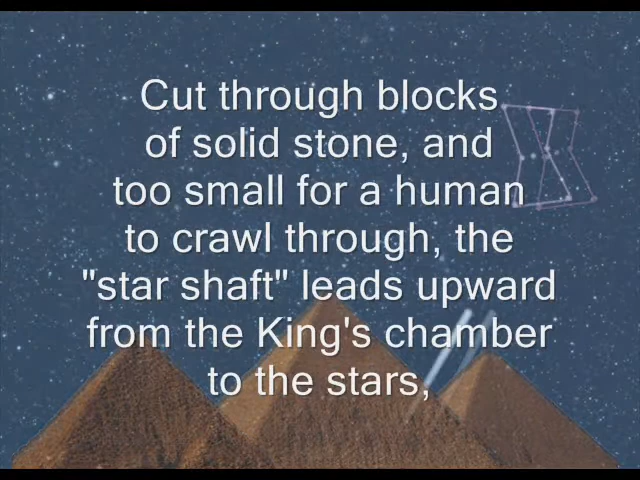 Cut through blocks
of solid stone, and
too small for a human
to crawl through, the
"star shaft" leads upward
from the King's chamber
to the stars,